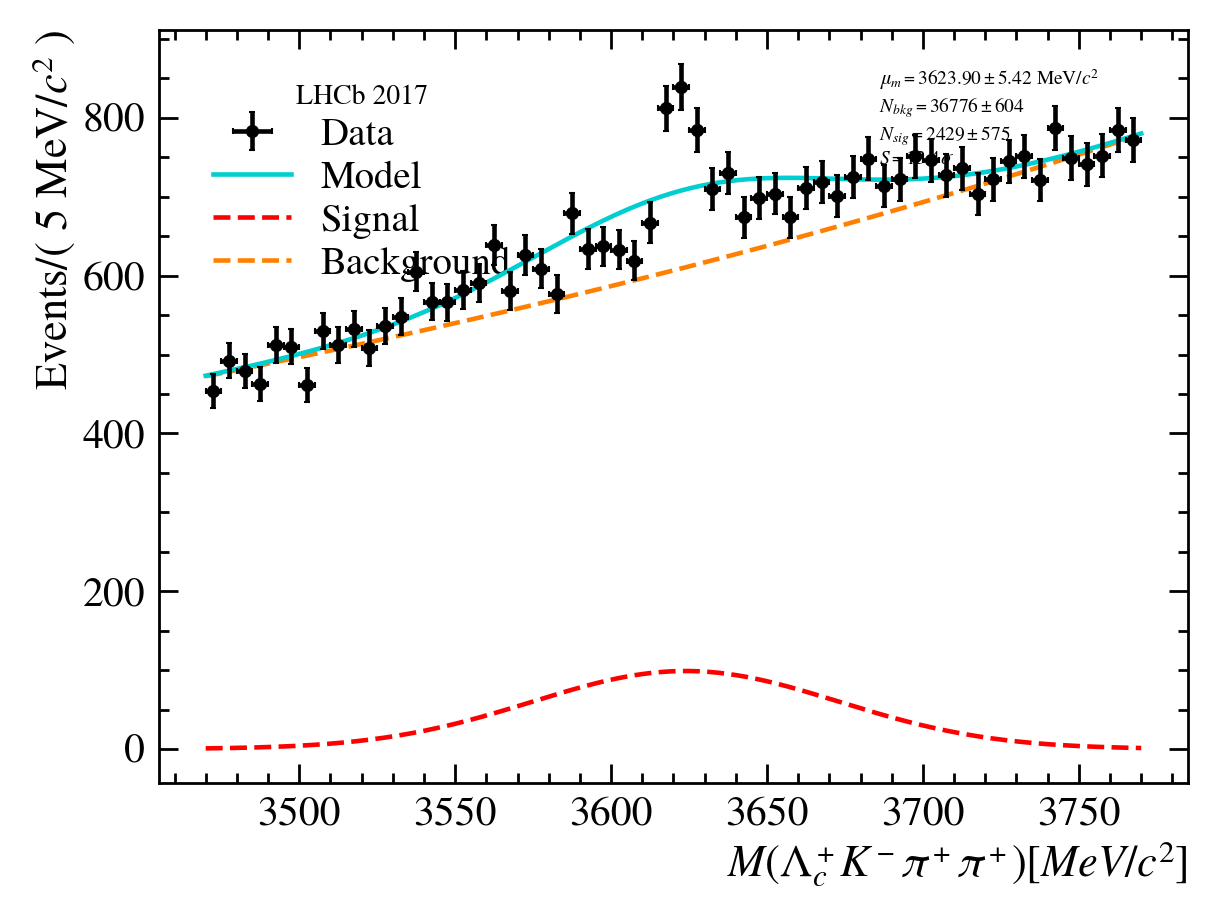 Events/( 5 MeV/c² )
LHCb 2017
Data
Model
Signal
Background
μm = 3623.90 ± 5.42 MeV/c²
Nbkg = 36776 ± 604
Nsig = 2429 ± 575
800
600
400
200
0
3500 3550 3600 3650 3700 3750
M(Λc⁺K⁻π⁺π⁺)[MeV/c²]